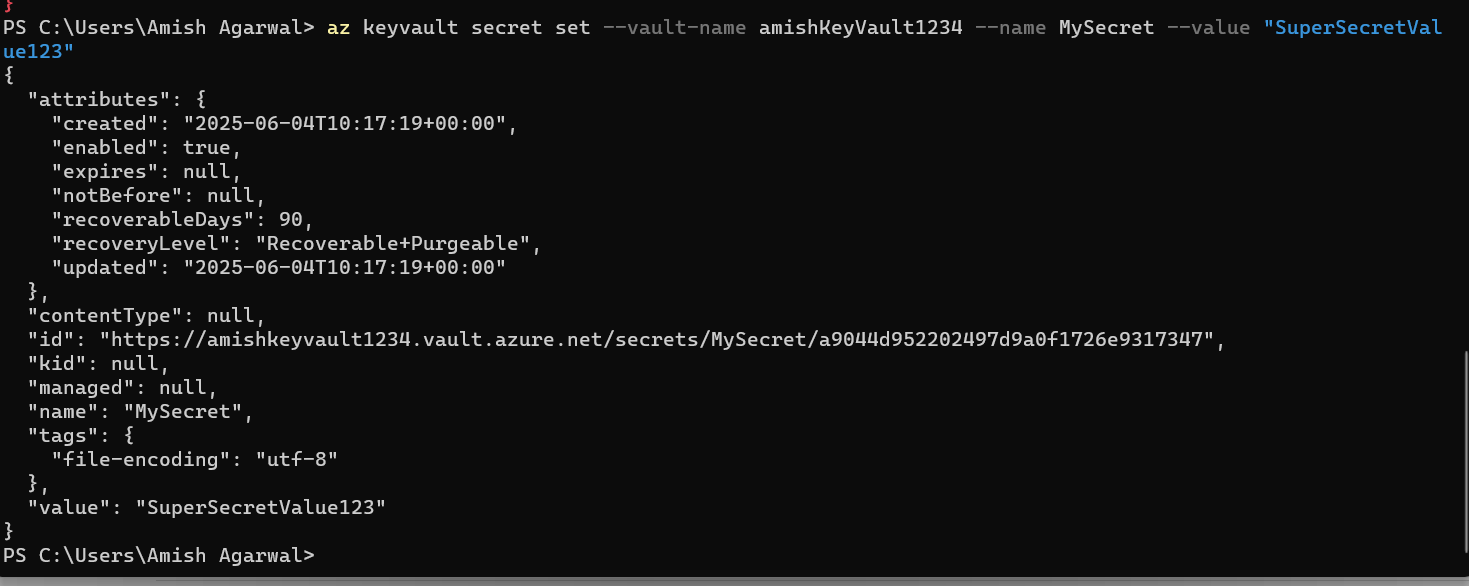 }
PS C:\Users\Amish Agarwal> az keyvault secret set --vault-name amishKeyVault1234 --name MySecret --value "SuperSecretVal
ue123"
{
  "attributes": {
    "created": "2025-06-04T10:17:19+00:00",
    "enabled": true,
    "expires": null,
    "notBefore": null,
    "recoverableDays": 90,
    "recoveryLevel": "Recoverable+Purgeable",
    "updated": "2025-06-04T10:17:19+00:00"
  },
  "contentType": null,
  "id": "https://amishkeyvault1234.vault.azure.net/secrets/MySecret/a9044d952202497d9a0f1726e9317347",
  "kid": null,
  "managed": null,
  "name": "MySecret",
  "tags": {
    "file-encoding": "utf-8"
  },
  "value": "SuperSecretValue123"
}
PS C:\Users\Amish Agarwal>